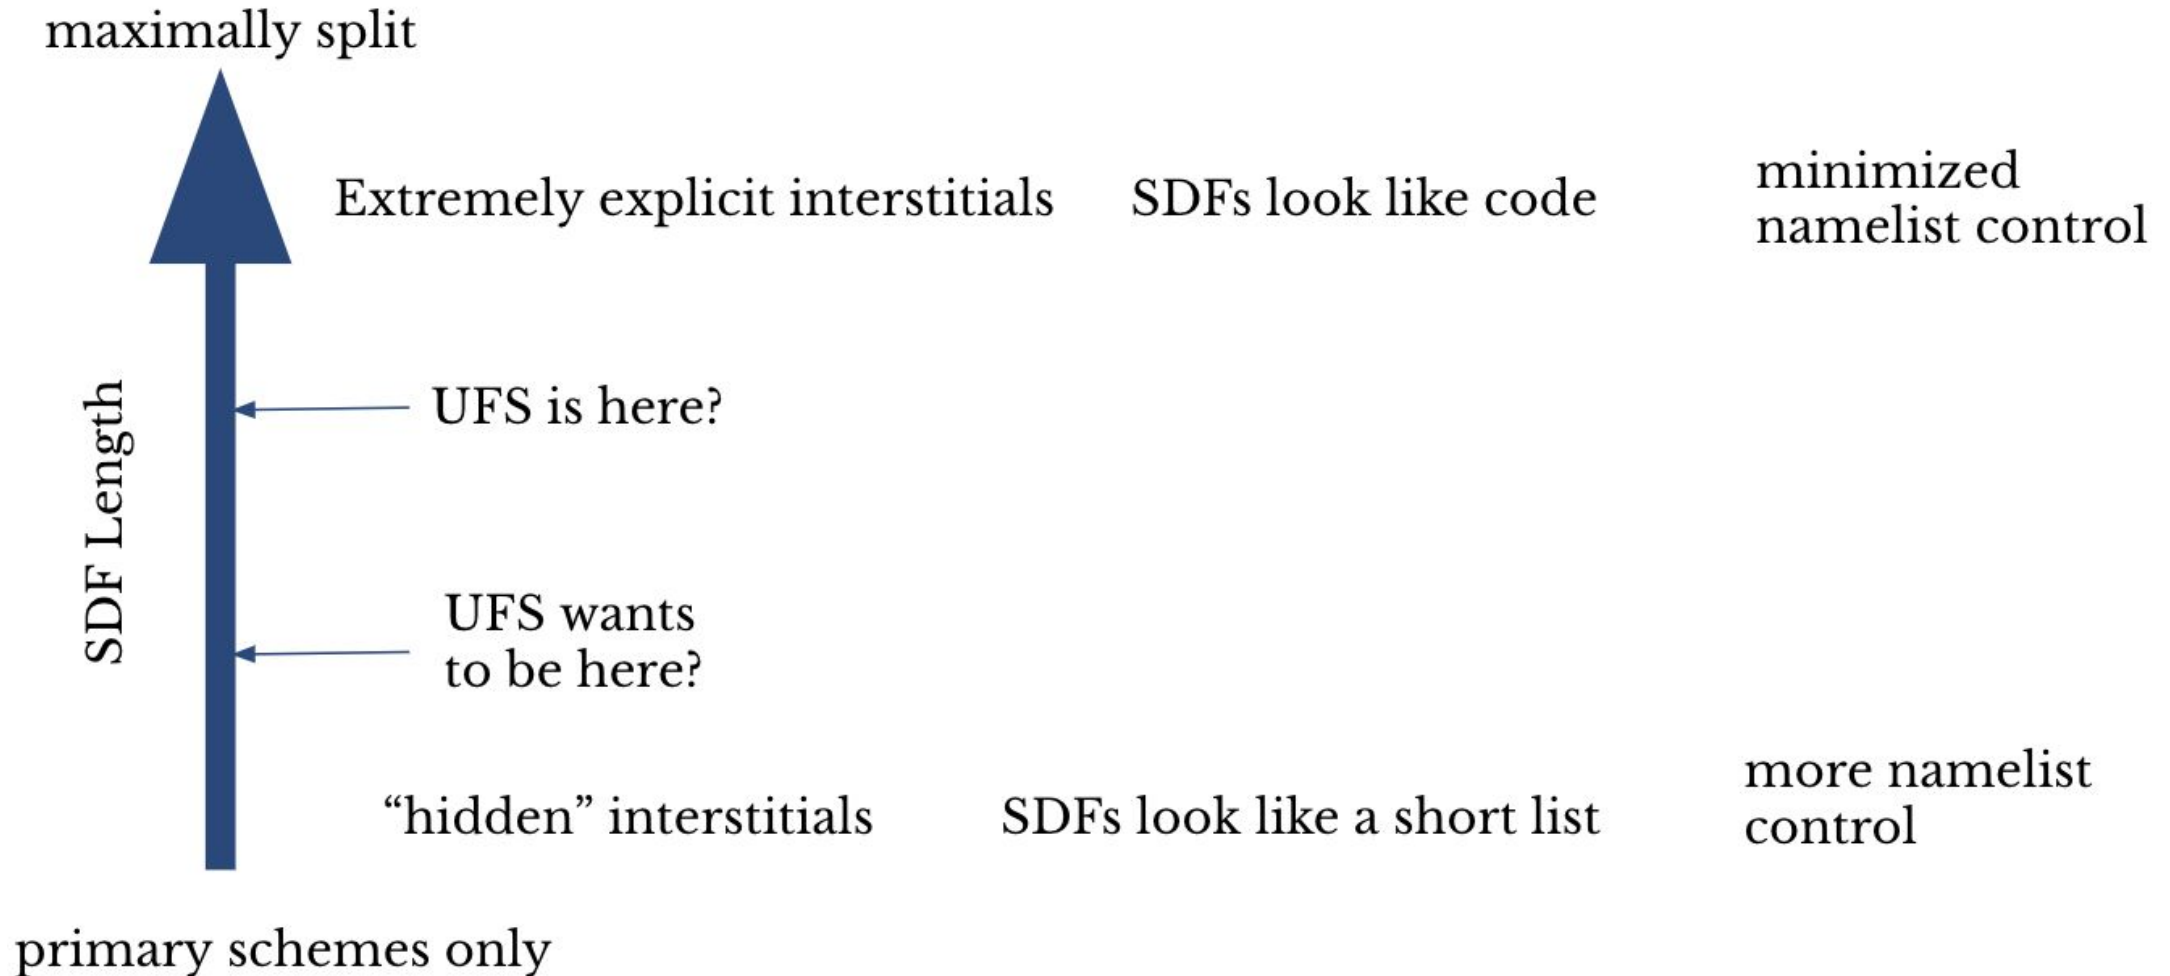 maximally split
Extremely explicit interstitials
SDFs look like code
minimized
namelist control
SDF Length
UFS is here?
UFS wants
to be here?
“hidden” interstitials
SDFs look like a short list
more namelist
control
primary schemes only